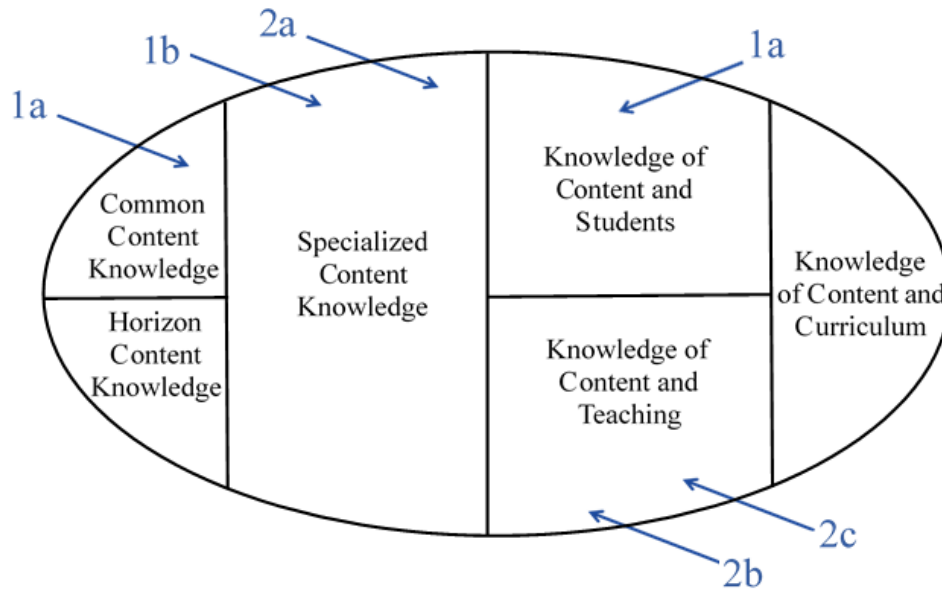 2a
1b
1a
1a
Common
Content
Knowledge
Specialized
Content
Knowledge
Knowledge of
Content and
Students
Knowledge
of Content and
Curriculum
Horizon
Content
Knowledge
Knowledge of
Content and
Teaching
2c
2b